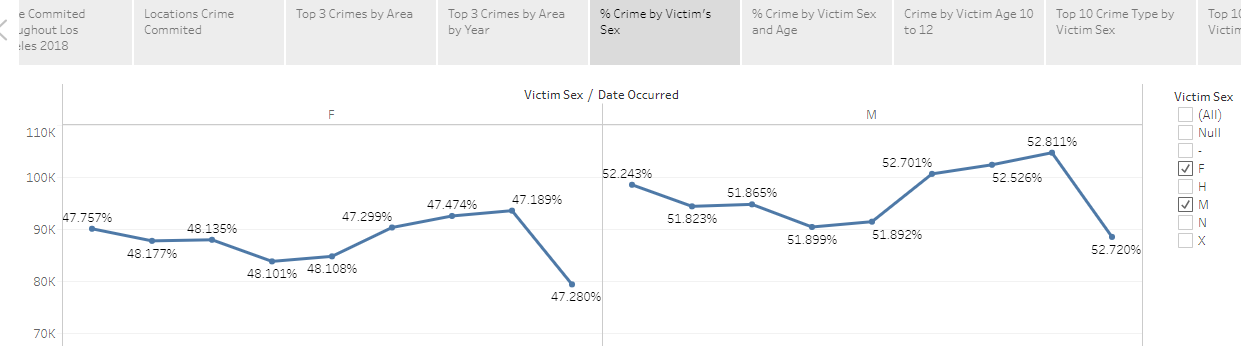 e Commited
ughout Los
eles 2018
Locations Crime
Commited
Top 3 Crimes by Area
Top 3 Crimes by Area
by Year
% Crime by Victim's
Sex
% Crime by Victim Sex
and Age
Crime by Victim Age 10
to 12
Top 10 Crime Type by
Victim Sex
Top 10
Victim
Victim Sex / Date Occurred
F
M
110K
100K
90K
80K
70K
47.757%
48.177%
48.135%
48.101%
48.108%
47.299%
47.474%
47.189%
47.280%
52.243%
51.823%
51.865%
51.899%
51.892%
52.701%
52.526%
52.811%
52.720%
Victim Sex
(All)
Null
-
F
H
M
N
X